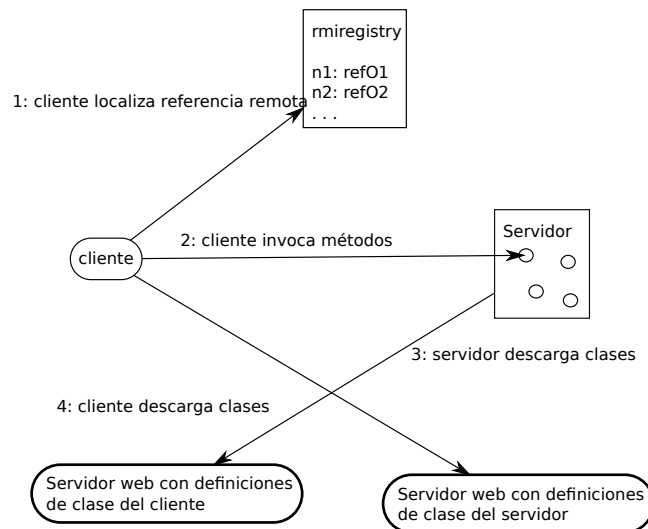 rmiregistry
n1: refO1
n2: refO2
. . .
1: cliente localiza referencia remota
2: cliente invoca métodos
Servidor
cliente
3: servidor descarga clases
4: cliente descarga clases
Servidor web con definiciones
de clase del cliente
Servidor web con definiciones
de clase del servidor